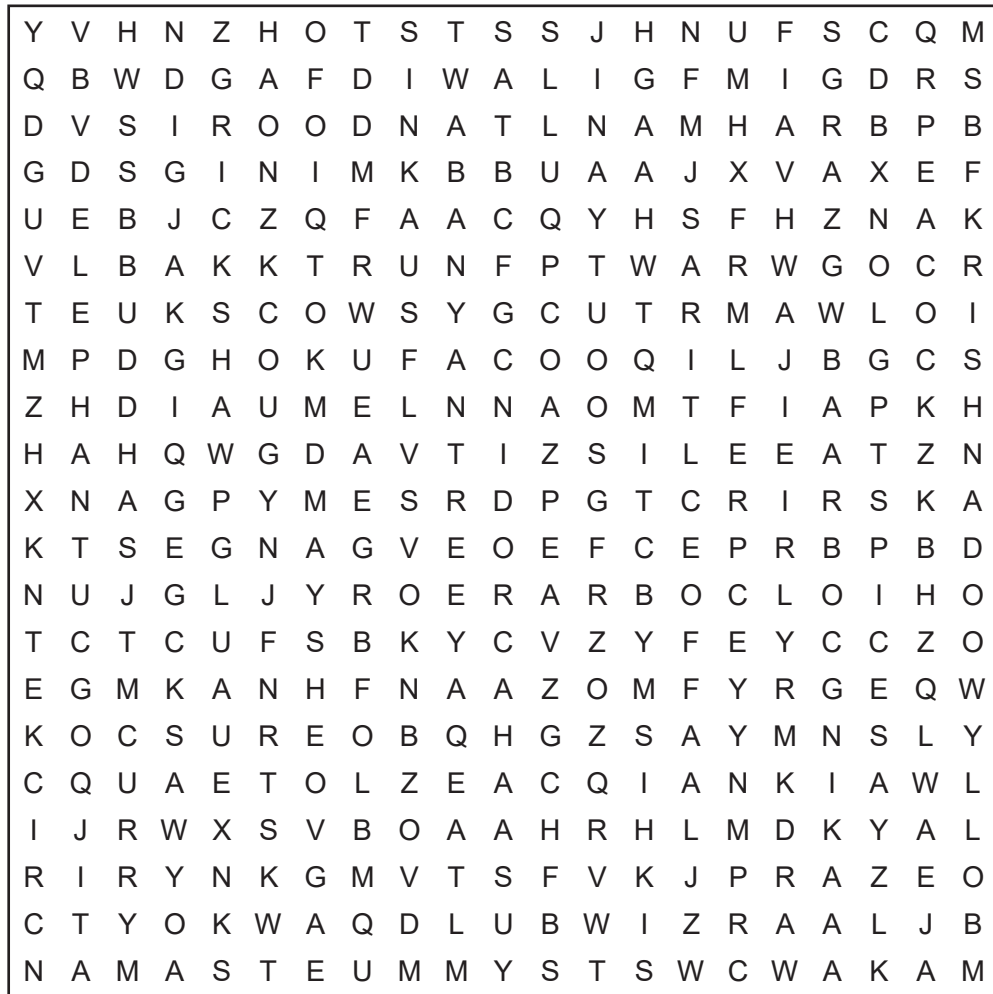 Y V H N Z H O T S T S S J H N U F S C Q M
Q B W D G A F D I W A L I G F M I G D R S
D V S I R O O D N A T L N A M H A R B P B
G D S G I N I M K B B U A A J X V A X E F
U E B J C Z Q F A A C Q Y H S F H Z N A K
V L B A K K T R U N F P T W A R W G O C R
T E U K S C O W S Y G C U T R M A W L O I
M P D G H O K U F A C O O Q I L J B G C S
Z H D I A U M E L N N A O M T F I A P K H
H A H Q W G D A V T I Z S I L E E A T Z N
X N A G P Y M E S R D P G T C R I R S K A
K T S E G N A G V E O E F C E P R B P B D
N U J G L J Y R O E R A R B O C L O I H O
T C T C U F S B K Y C V Z Y F E Y C C Z O
E G M K A N H F N A A Z O M F Y R G E Q W
K O C S U R E O B Q H G Z S A Y M N S L Y
C Q U A E T O L Z E A C Q I A N K I A W L
I J R W X S V B O A A H R H L M D K Y A L
R I R Y N K G M V T S F V K J P R A Z E O
C T Y O K W A Q D L U B W I Z R A A L J B
N A M A S T E U M M Y S T S W C W A K A M